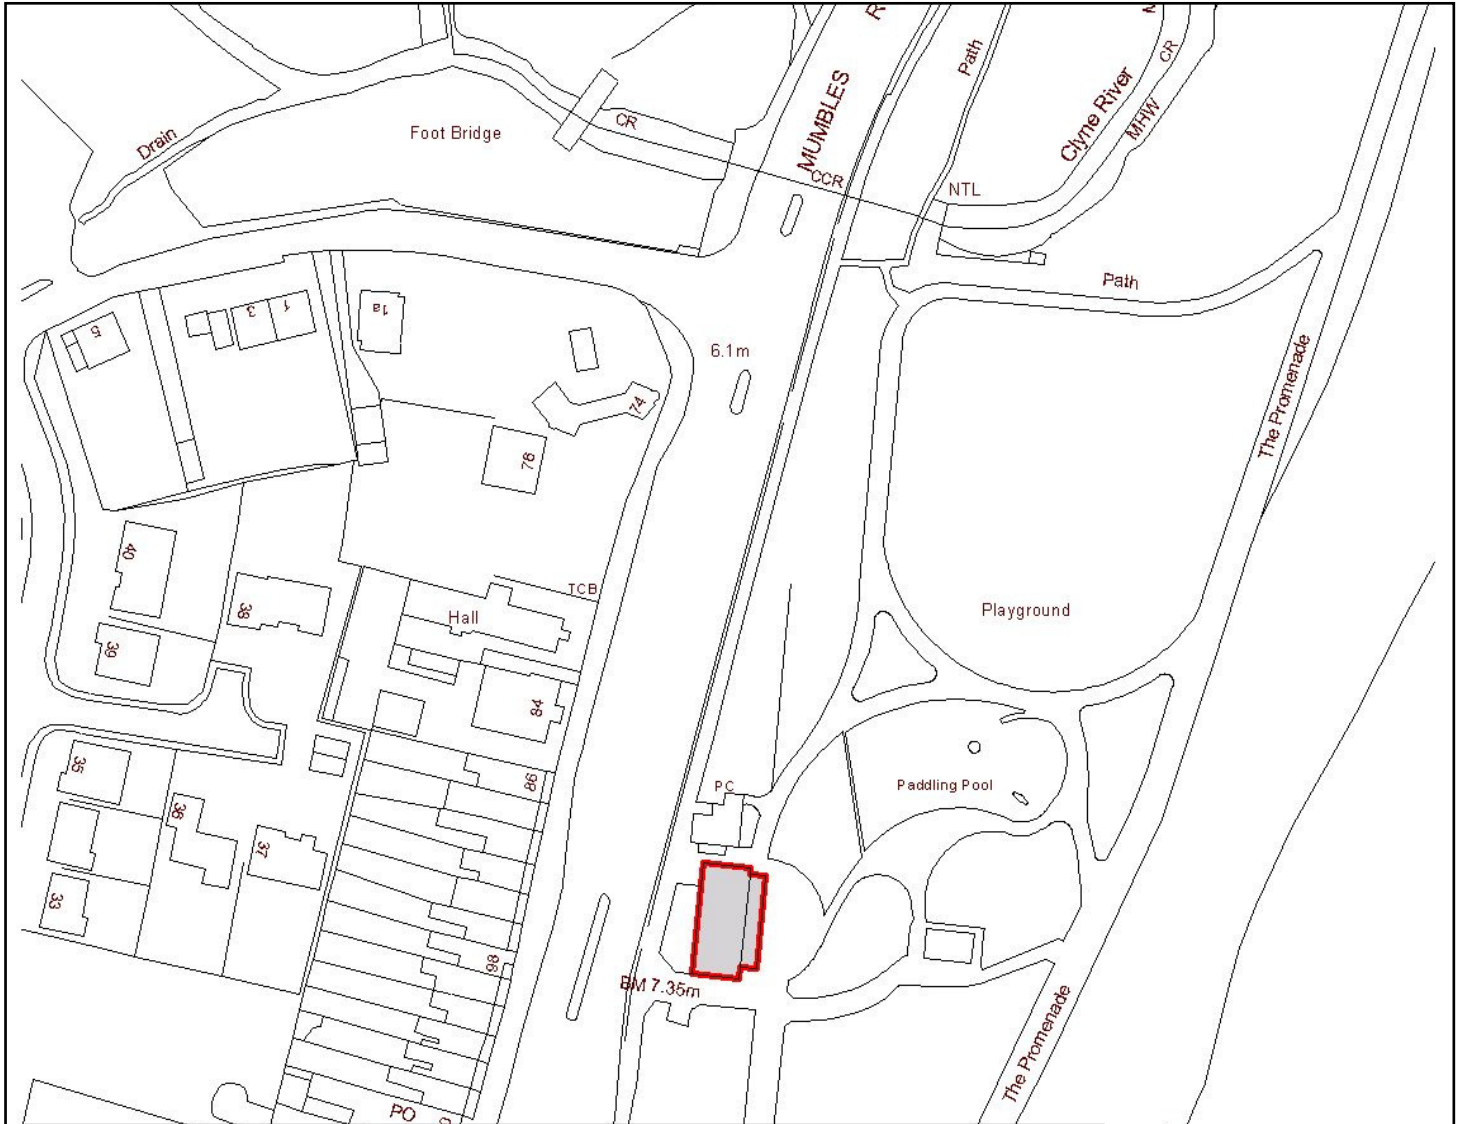 MUMBLES
R
Path
Clyne River
CR
MHW
Drain
Foot Bridge
CR
CCR
NTL
Path
5
3
1
1a
74
6.1m
The Promenade
76
40
38
39
Hall
TCB
Playground
84
35
36
37
33
86
PC
Paddling Pool
98
BM 7.35m
The Promenade
PO